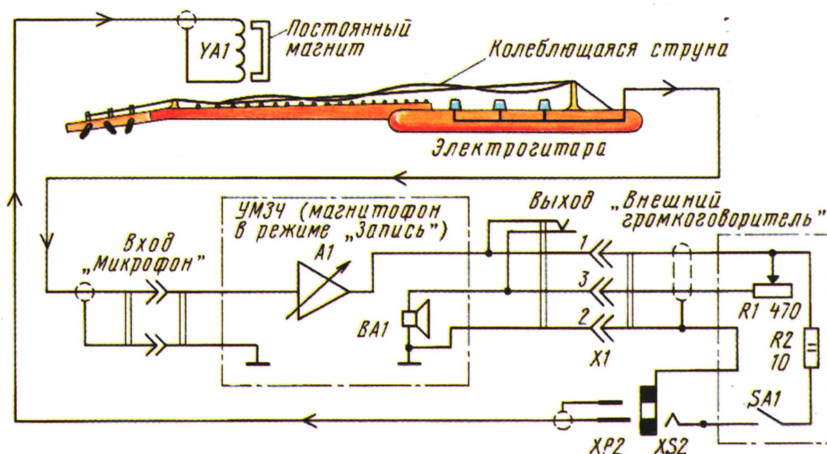 Постоянный
магнит
YA1
Колеблющаяся струна
Электрогитара
УМЗЧ (магнитофон
в режиме „Запись")
Выход „Внешний
громкоговоритель"
Вход
„Микрофон"
A1
1
3
2
BA1
X1
R1 470
R2
10
SA1
XP2
XS2